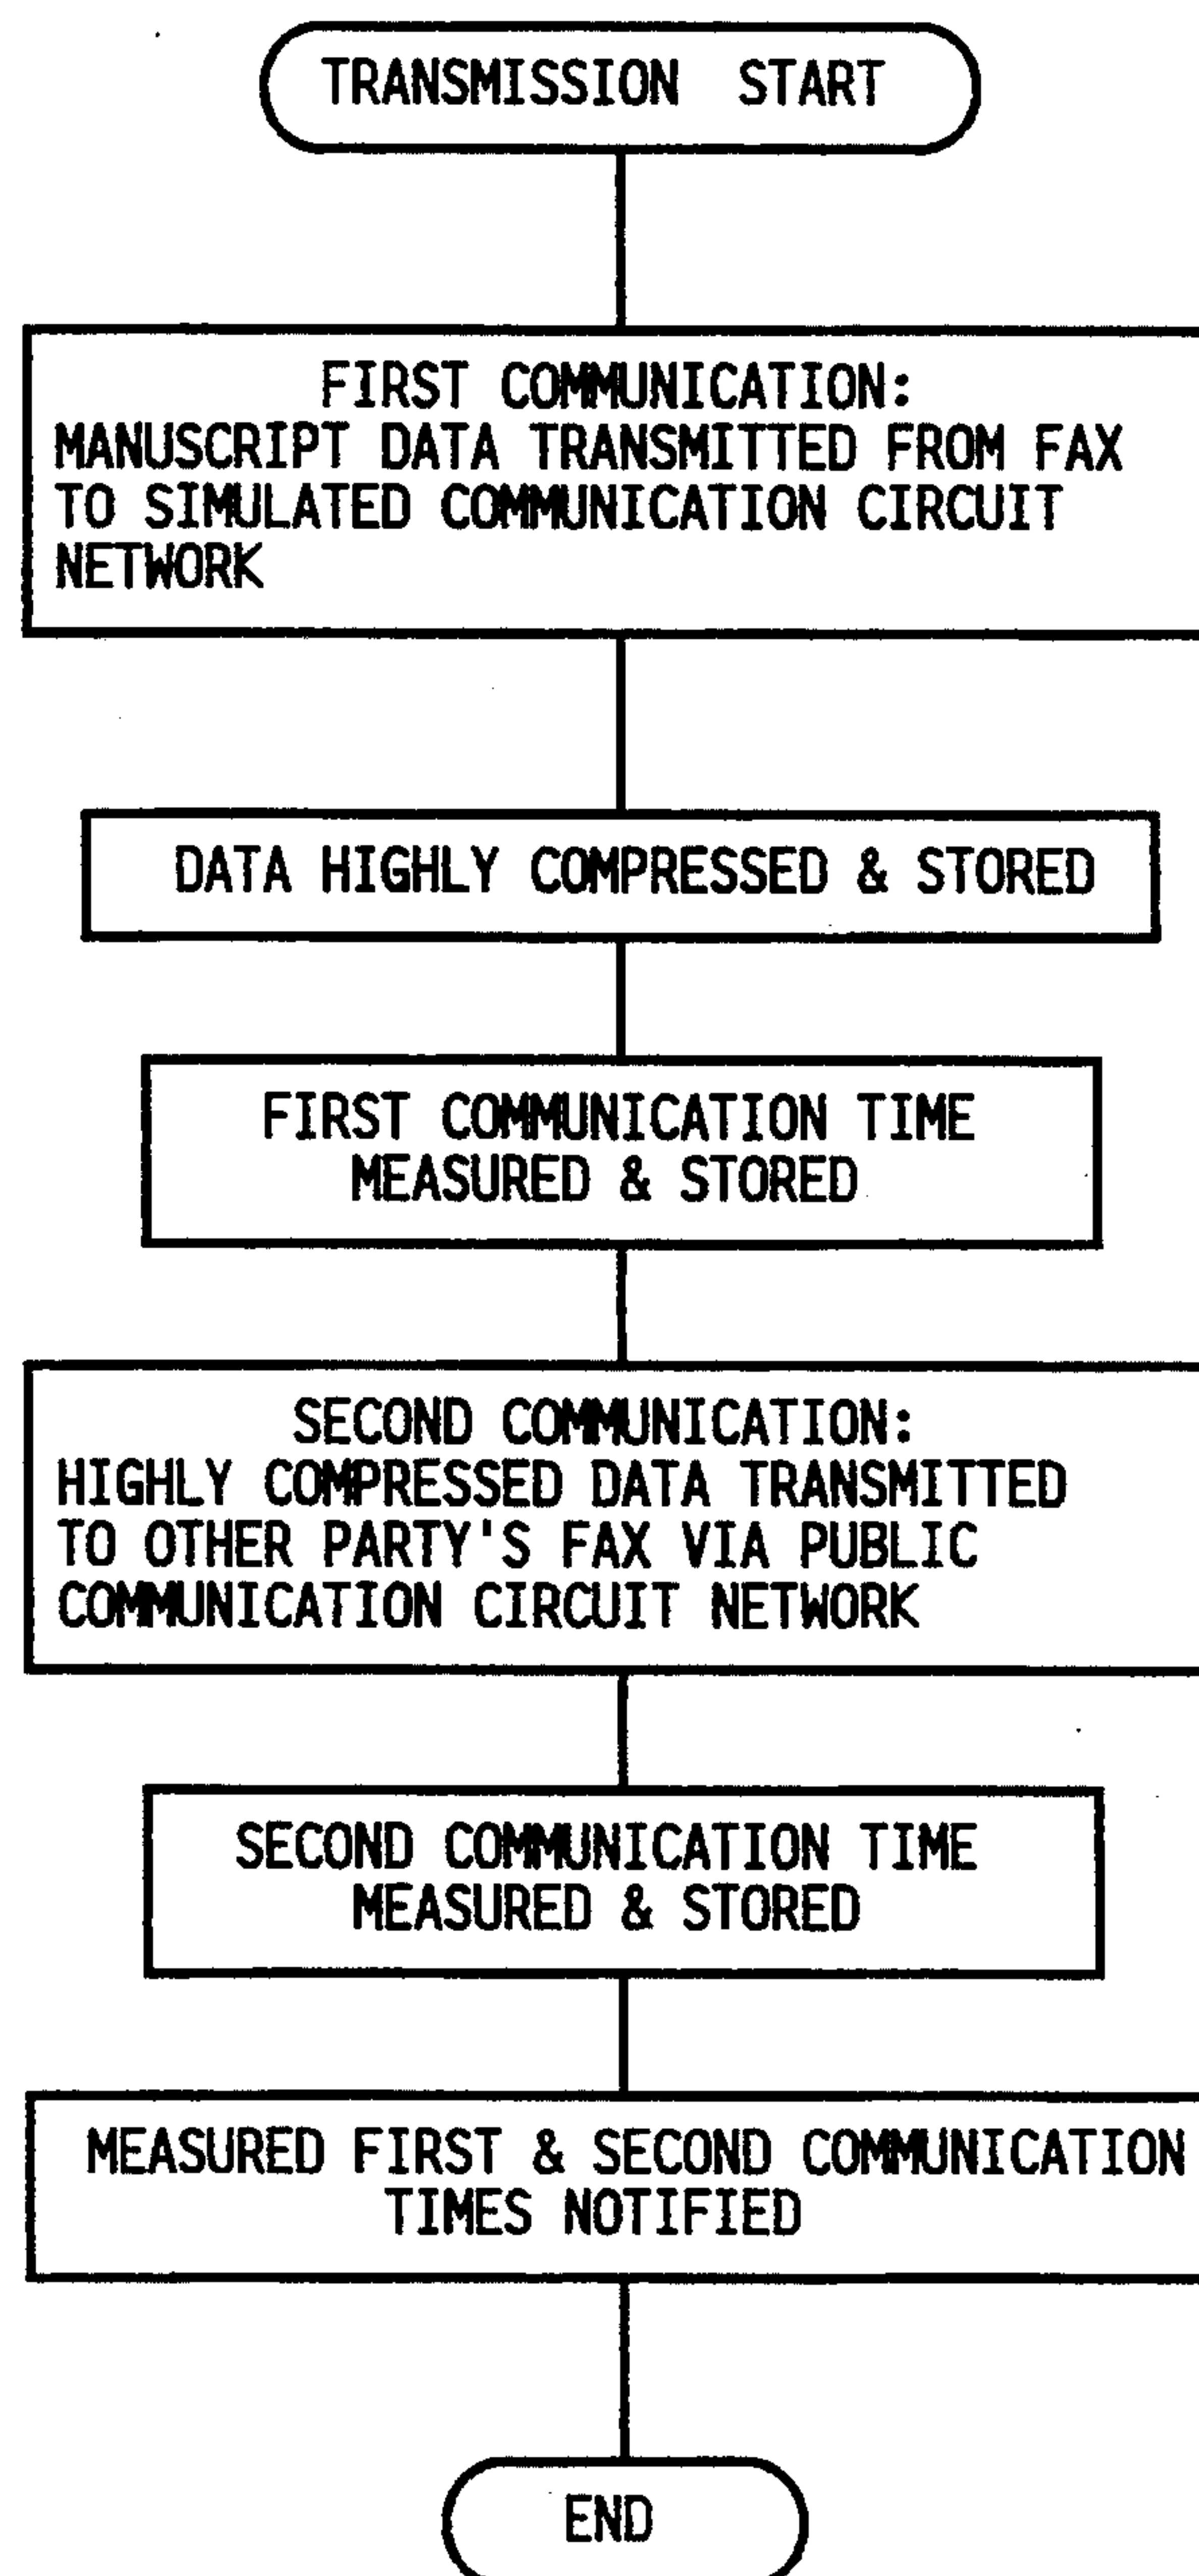 TRANSMISSION START
FIRST COMMUNICATION:
MANUSCRIPT DATA TRANSMITTED FROM FAX
TO SIMULATED COMMUNICATION CIRCUIT
NETWORK
DATA HIGHLY COMPRESSED & STORED
FIRST COMMUNICATION TIME
MEASURED & STORED
SECOND COMMUNICATION:
HIGHLY COMPRESSED DATA TRANSMITTED
TO OTHER PARTY'S FAX VIA PUBLIC
COMMUNICATION CIRCUIT NETWORK
SECOND COMMUNICATION TIME
MEASURED & STORED
MEASURED FIRST & SECOND COMMUNICATION
TIMES NOTIFIED
END